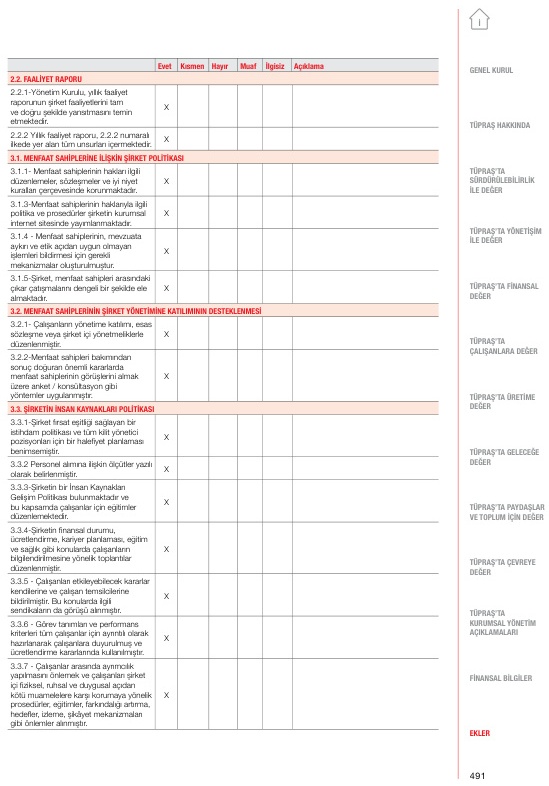 Evet Kısmen Hayır Muaf İlgisiz Açıklama
2.2. FAALİYET RAPORU
2.2.1-Yönetim Kurulu, yıllık faaliyet
raporunun şirket faaliyetlerini tam
ve doğru şekilde yansıtmasını temin
etmektedir.
X
2.2.2 Yıllık faaliyet raporu, 2.2.2 numaralı
ilkede yer alan tüm unsurları içermektedir.
X
3.1. MENFAAT SAHİPLERİNE İLİŞKİN ŞİRKET POLİTİKASI
3.1.1- Menfaat sahiplerinin hakları ilgili
düzenlemeler, sözleşmeler ve iyi niyet
kuralları çerçevesinde korunmaktadır.
X
3.1.3-Menfaat sahiplerinin haklarıyla ilgili
politika ve prosedürler şirketin kurumsal
internet sitesinde yayımlanmaktadır.
X
3.1.4 - Menfaat sahiplerinin, mevzuata
aykırı ve etik açıdan uygun olmayan
işlemleri bildirmesi için gerekli
mekanizmalar oluşturulmuştur.
X
3.1.5-Şirket, menfaat sahipleri arasındaki
çıkar çatışmalarını dengeli bir şekilde ele
almaktadır.
X
3.2. MENFAAT SAHİPLERİNİN ŞİRKET YÖNETİMİNE KATILIMININ DESTEKLENMESİ
3.2.1- Çalışanların yönetime katılımı, esas
sözleşme veya şirket içi yönetmeliklerle
düzenlenmiştir.
X
3.2.2-Menfaat sahipleri bakımından
sonuç doğuran önemli kararlarda
menfaat sahiplerinin görüşlerini almak
üzere anket / konsültasyon gibi
yöntemler uygulanmıştır.
X
3.3. ŞİRKETİN İNSAN KAYNAKLARI POLİTİKASI
3.3.1-Şirket fırsat eşitliği sağlayan bir
istihdam politikası ve tüm kilit yönetici
pozisyonları için bir halefiyet planlaması
benimsemiştir.
X
3.3.2 Personel alımına ilişkin ölçütler yazılı
olarak belirlenmiştir.
X
3.3.3-Şirketin bir İnsan Kaynakları
Gelişim Politikası bulunmaktadır ve
bu kapsamda çalışanlar için eğitimler
düzenlemektedir.
X
3.3.4-Şirketin finansal durumu,
ücretlendirme, kariyer planlaması, eğitim
ve sağlık gibi konularda çalışanların
bilgilendirilmesine yönelik toplantılar
düzenlenmiştir.
X
3.3.5 - Çalışanları etkileyebilecek kararlar
kendilerine ve çalışan temsilcilerine
bildirilmiştir. Bu konularda ilgili
sendikaların da görüşü alınmıştır.
X
3.3.6 - Görev tanımları ve performans
kriterleri tüm çalışanlar için ayrıntılı olarak
hazırlanarak çalışanlara duyurulmuş ve
ücretlendirme kararlarında kullanılmıştır.
X
3.3.7 - Çalışanlar arasında ayrımcılık
yapılmasını önlemek ve çalışanları şirket
içi fiziksel, ruhsal ve duygusal açıdan
kötü muamelelere karşı korumaya yönelik
prosedürler, eğitimler, farkındalığı artırma,
hedefler, izleme, şikâyet mekanizmaları
gibi önlemler alınmıştır.
X
GENEL KURUL
TÜPRAŞ HAKKINDA
TÜPRAŞ'TA
SÜRDÜRÜLEBİLİRLİK
İLE DEĞER
TÜPRAŞ'TA YÖNETİŞİM
İLE DEĞER
TÜPRAŞ'TA FİNANSAL
DEĞER
TÜPRAŞ'TA
ÇALIŞANLARA DEĞER
TÜPRAŞ'TA ÜRETİME
DEĞER
TÜPRAŞ'TA GELECEĞE
DEĞER
TÜPRAŞ'TA PAYDAŞLAR
VE TOPLUM İÇİN DEĞER
TÜPRAŞ'TA ÇEVREYE
DEĞER
TÜPRAŞ'TA
KURUMSAL YÖNETİM
AÇIKLAMALARI
FİNANSAL BİLGİLER
EKLER
491